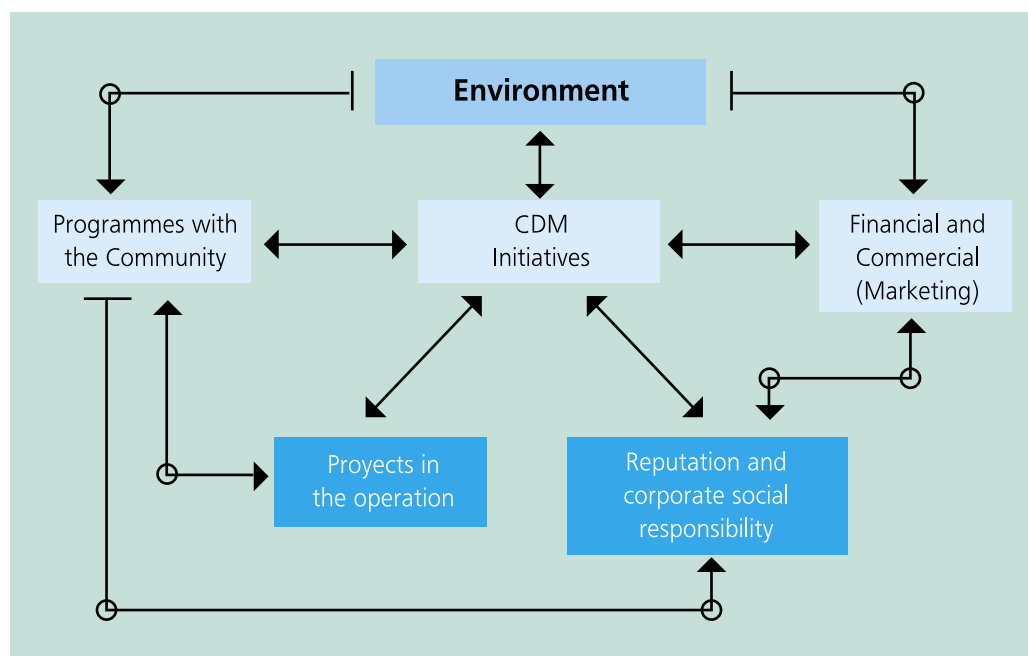 Environment
Programmes with
the Community
CDM
Initiatives
Financial and
Commercial
(Marketing)
Proyects in
the operation
Reputation and
corporate social
responsibility